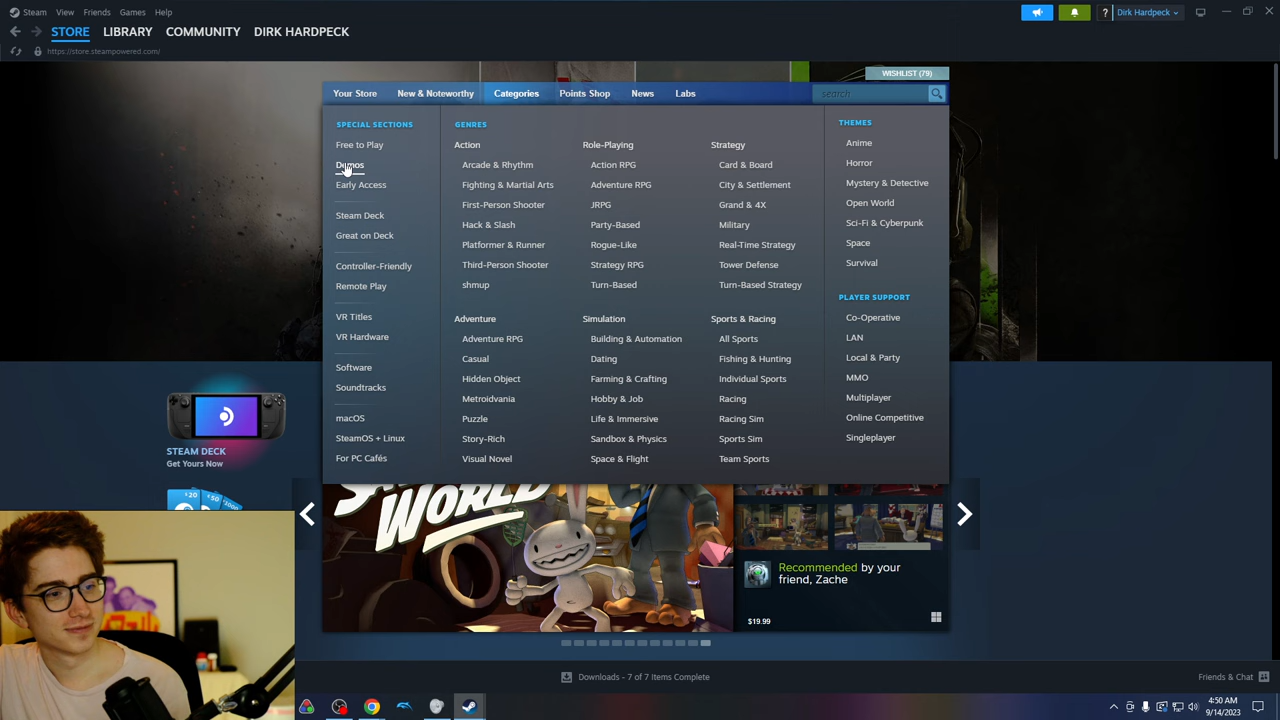 Steam View Friends Games Help
? Dirk Hardpeck
STORE LIBRARY COMMUNITY DIRK HARDPECK
https://store.steampowered.com/
WISHLIST (79)
Your Store New & Noteworthy Categories Points Shop News Labs search
SPECIAL SECTIONS
Free to Play
Demos
Early Access
Steam Deck
Great on Deck
Controller-Friendly
Remote Play
VR Titles
VR Hardware
Software
Soundtracks
macOS
SteamOS + Linux
For PC Cafés
GENRES
Action
Arcade & Rhythm
Fighting & Martial Arts
First-Person Shooter
Hack & Slash
Platformer & Runner
Third-Person Shooter
shmup
Adventure
Adventure RPG
Casual
Hidden Object
Metroidvania
Puzzle
Story-Rich
Visual Novel
Role-Playing
Action RPG
Adventure RPG
JRPG
Party-Based
Rogue-Like
Strategy RPG
Turn-Based
Simulation
Building & Automation
Dating
Farming & Crafting
Hobby & Job
Life & Immersive
Sandbox & Physics
Space & Flight
Strategy
Card & Board
City & Settlement
Grand & 4X
Military
Real-Time Strategy
Tower Defense
Turn-Based Strategy
Sports & Racing
All Sports
Fishing & Hunting
Individual Sports
Racing
Racing Sim
Sports Sim
Team Sports
THEMES
Anime
Horror
Mystery & Detective
Open World
Sci-Fi & Cyberpunk
Space
Survival
PLAYER SUPPORT
Co-Operative
LAN
Local & Party
MMO
Multiplayer
Online Competitive
Singleplayer
STEAM DECK
Get Yours Now
$20
WORLD
Recommended by your
friend, Zache
$19.99
Downloads - 7 of 7 Items Complete
Friends & Chat
4:50 AM
9/14/2023